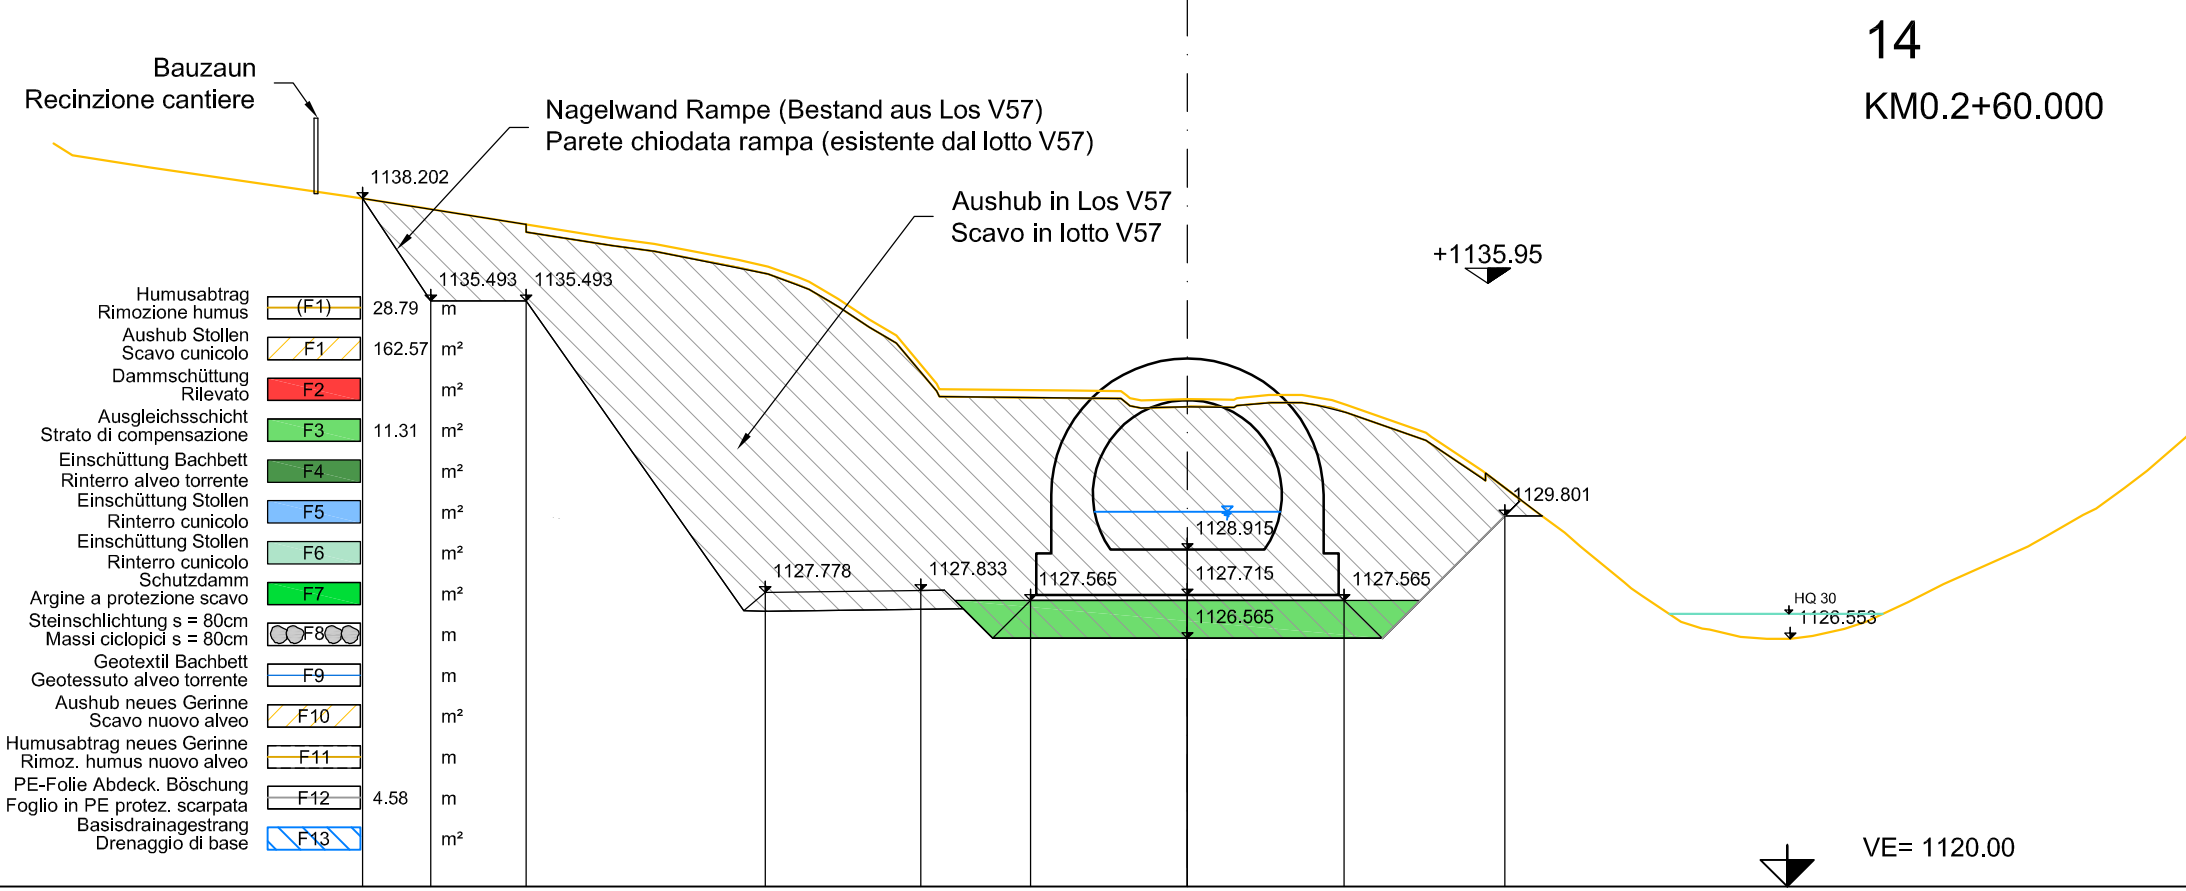 14
KM0.2+60.000
Bauzaun
Recinzione cantiere
Nagelwand Rampe (Bestand aus Los V57)
Parete chiodata rampa (esistente dal lotto V57)
1138.202
Aushub in Los V57
Scavo in lotto V57
+1135.95
1135.493
1135.493
Humusabtrag
Rimozione humus
(F1)
28.79
m
Aushub Stollen
Scavo cunicolo
F1
162.57
m²
Dammschüttung
Rilevato
F2
m²
Ausgleichsschicht
Strato di compensazione
F3
11.31
m²
Einschüttung Bachbett
Rinterro alveo torrente
F4
m²
Einschüttung Stollen
Rinterro cunicolo
F5
m²
Einschüttung Stollen
Rinterro cunicolo
F6
m²
Schutzdamm
Argine a protezione scavo
F7
m²
Steinschlichtung s = 80cm
Massi ciclopici s = 80cm
F8
m
Geotextil Bachbett
Geotessuto alveo torrente
F9
m
Aushub neues Gerinne
Scavo nuovo alveo
F10
m²
Humusabtrag neues Gerinne
Rimoz. humus nuovo alveo
F11
m
PE-Folie Abdeck. Böschung
Foglio in PE protez. scarpata
F12
4.58
m
Basisdrainagestrang
Drenaggio di base
F13
m²
1129.801
1128.915
1127.778
1127.833
1127.565
1127.715
1127.565
1126.565
HQ 30
1126.553
VE= 1120.00